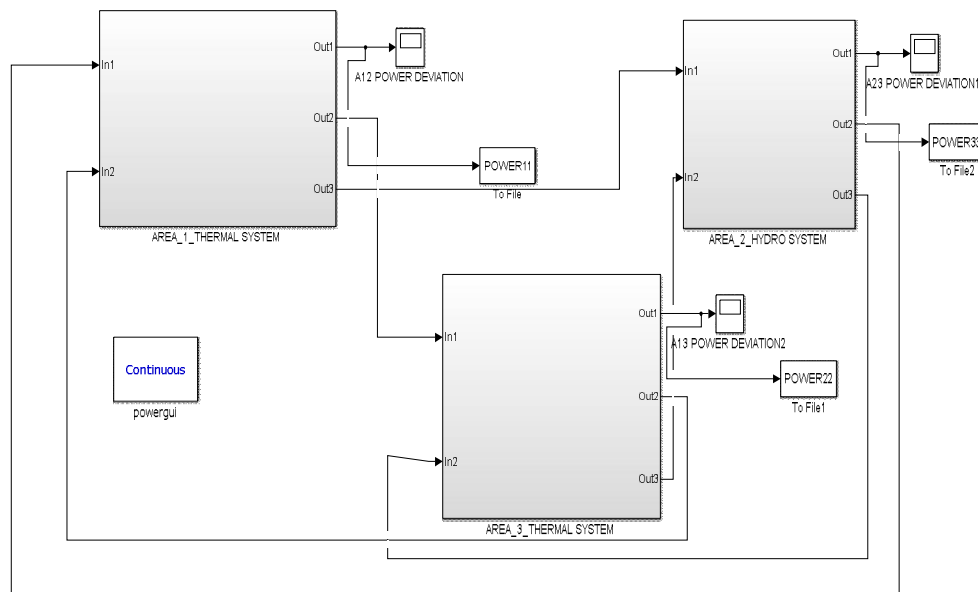 Out1
A12 POWER DEVIATION
In1
Out2
In2
Out3
AREA_1_THERMAL SYSTEM
POWER11
To File
Out1
A23 POWER DEVIATION1
In1
Out2
POWER33
To File2
In2
Out3
AREA_2_HYDRO SYSTEM
Out1
A13 POWER DEVIATION2
In1
POWER22
To File1
Out2
In2
Out3
AREA_3_THERMAL SYSTEM
Continuous
powergui